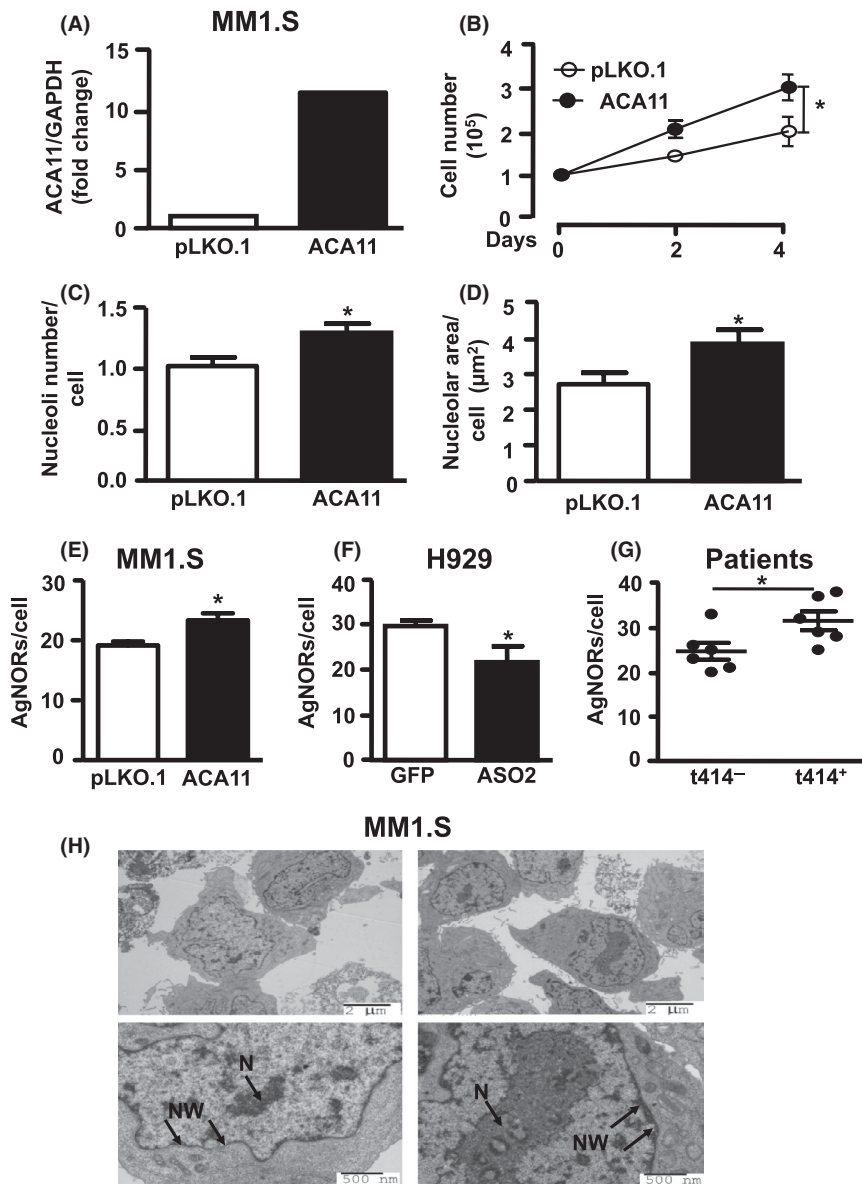 (A) MM1.S
ACA11/GAPDH
(fold change)
15
10
5
0
pLKO.1 ACA11
(B)
pLKO.1
ACA11
Cell number
(10⁵)
4
3
2
1
0
*
Days 0 2 4
(C)
Nucleoli number/
cell
1.5
1.0
0.5
0.0
*
pLKO.1 ACA11
(D)
Nucleolar area/
cell (µm²)
5
4
3
2
1
0
*
pLKO.1 ACA11
(E) MM1.S
AgNORs/cell
30
20
10
0
*
pLKO.1 ACA11
(F) H929
AgNORs/cell
40
30
20
10
0
*
GFP ASO2
(G) Patients
AgNORs/cell
40
30
20
10
0
*
t414– t414+
MM1.S
(H)
2 µm
2 µm
N
NW
500 nm
N
NW
500 nm